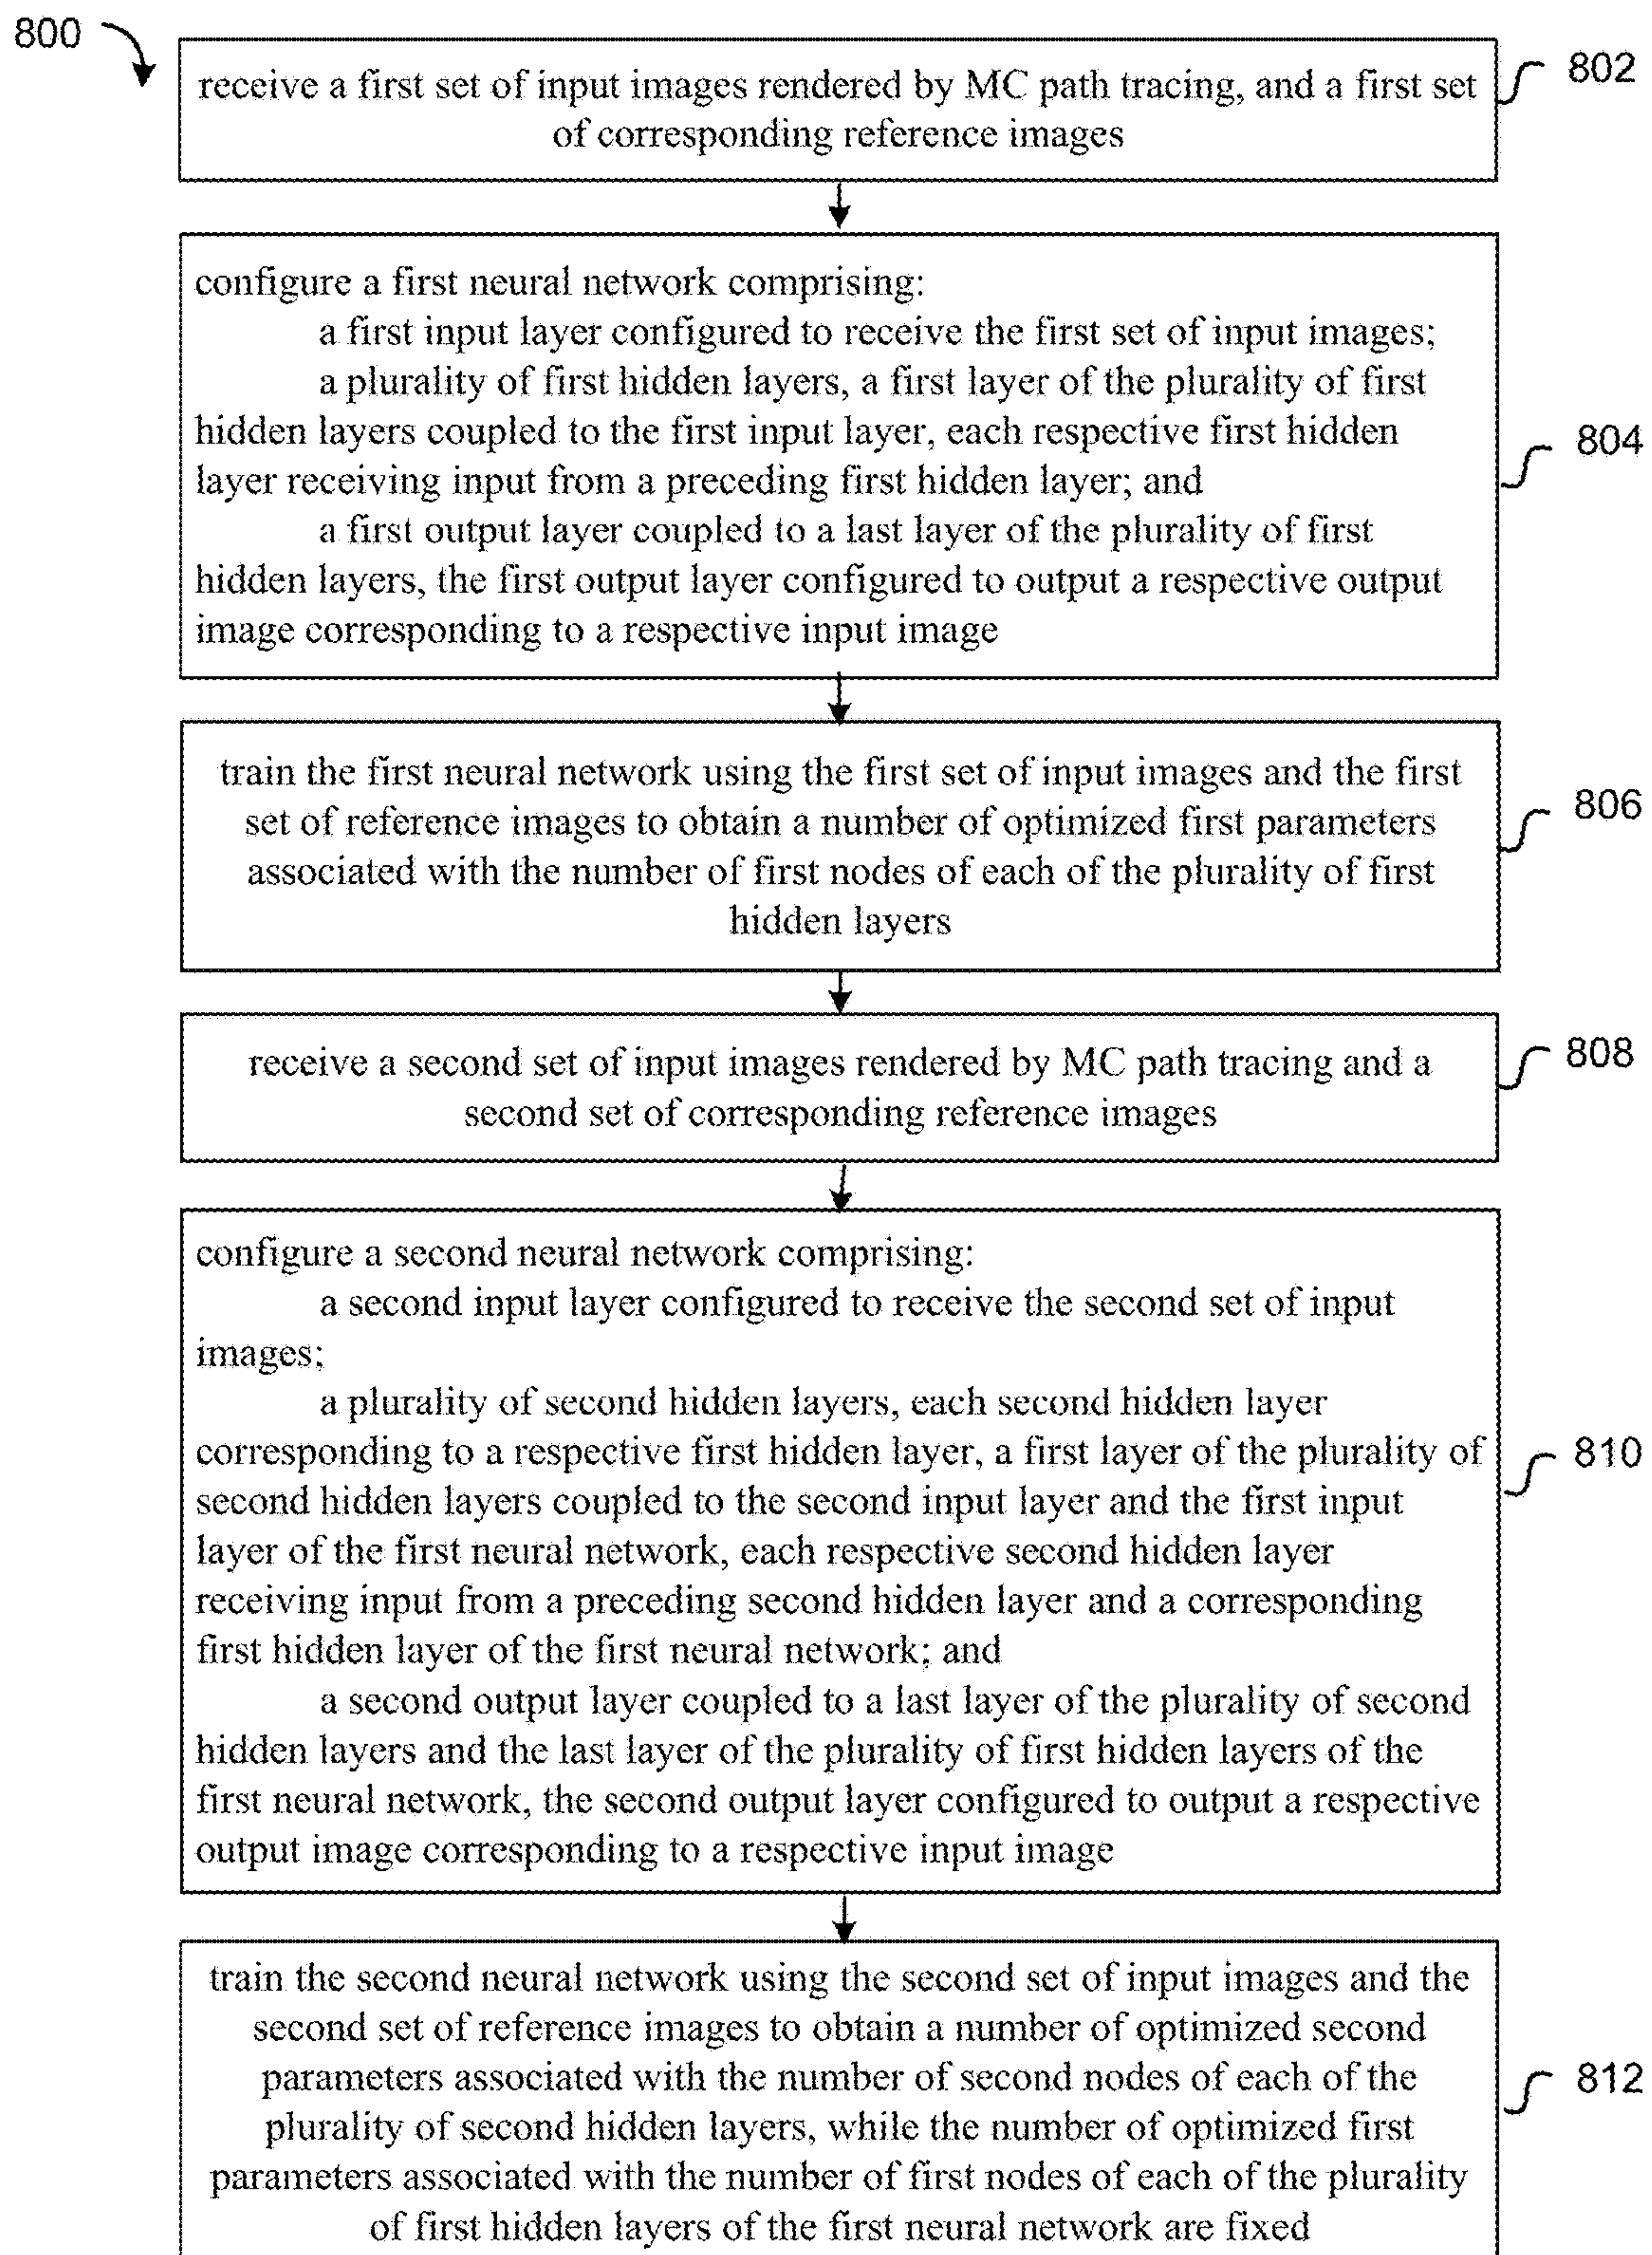 800
receive a first set of input images rendered by MC path tracing, and a first set
of corresponding reference images
802
configure a first neural network comprising:
a first input layer configured to receive the first set of input images;
a plurality of first hidden layers, a first layer of the plurality of first
hidden layers coupled to the first input layer, each respective first hidden
layer receiving input from a preceding first hidden layer; and
a first output layer coupled to a last layer of the plurality of first
hidden layers, the first output layer configured to output a respective output
image corresponding to a respective input image
804
train the first neural network using the first set of input images and the first
set of reference images to obtain a number of optimized first parameters
associated with the number of first nodes of each of the plurality of first
hidden layers
806
receive a second set of input images rendered by MC path tracing and a
second set of corresponding reference images
808
configure a second neural network comprising:
a second input layer configured to receive the second set of input
images;
a plurality of second hidden layers, each second hidden layer
corresponding to a respective first hidden layer, a first layer of the plurality of
second hidden layers coupled to the second input layer and the first input
layer of the first neural network, each respective second hidden layer
receiving input from a preceding second hidden layer and a corresponding
first hidden layer of the first neural network; and
a second output layer coupled to a last layer of the plurality of second
hidden layers and the last layer of the plurality of first hidden layers of the
first neural network, the second output layer configured to output a respective
output image corresponding to a respective input image
810
train the second neural network using the second set of input images and the
second set of reference images to obtain a number of optimized second
parameters associated with the number of second nodes of each of the
plurality of second hidden layers, while the number of optimized first
parameters associated with the number of first nodes of each of the plurality
of first hidden layers of the first neural network are fixed
812